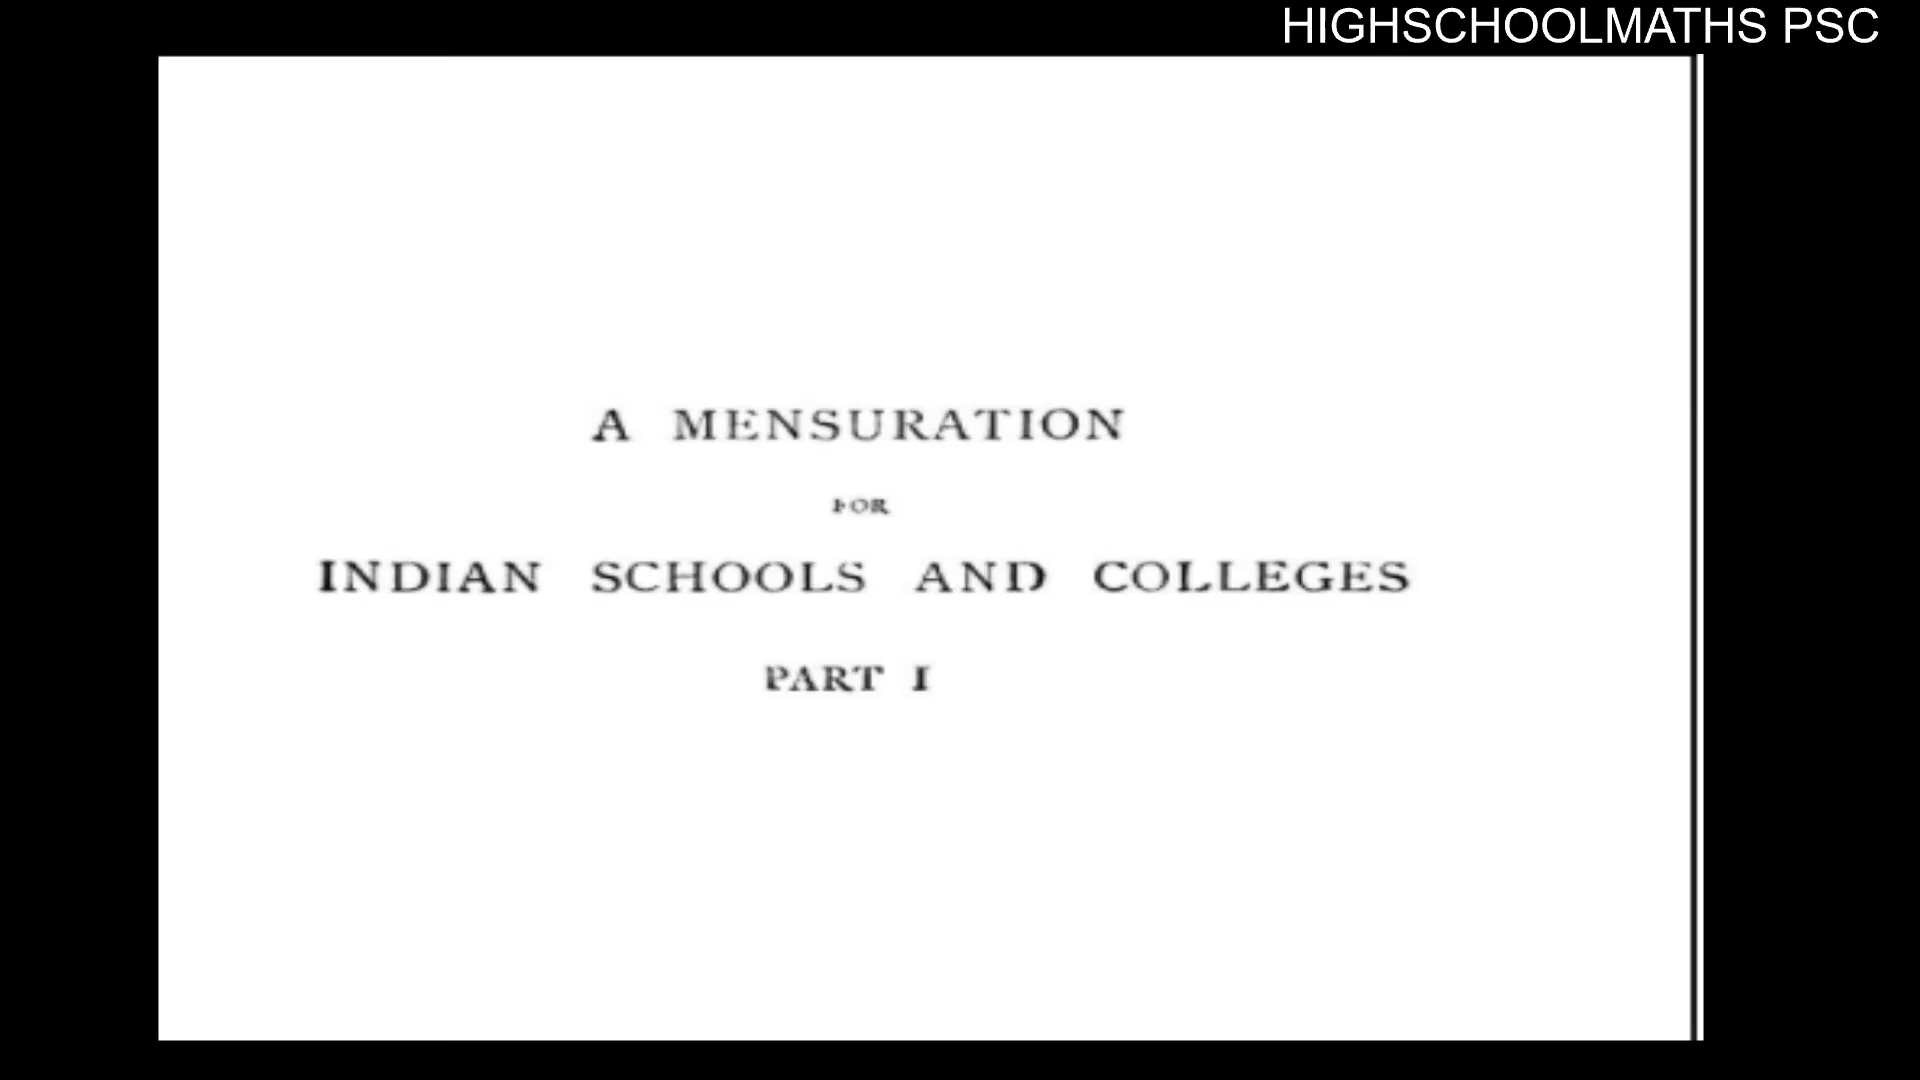 HIGHSCHOOLMATHS PSC
A MENSURATION
FOR
INDIAN SCHOOLS AND COLLEGES
PART I